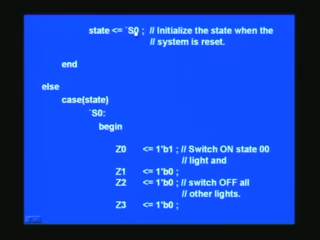 state <= `S0 ; // Initialize the state when the
// system is reset.
end
else
case(state)
`S0:
begin
Z0 <= 1'b1 ; // Switch ON state 00
// light and
Z1 <= 1'b0 ;
Z2 <= 1'b0 ; // switch OFF all
// other lights.
Z3 <= 1'b0 ;